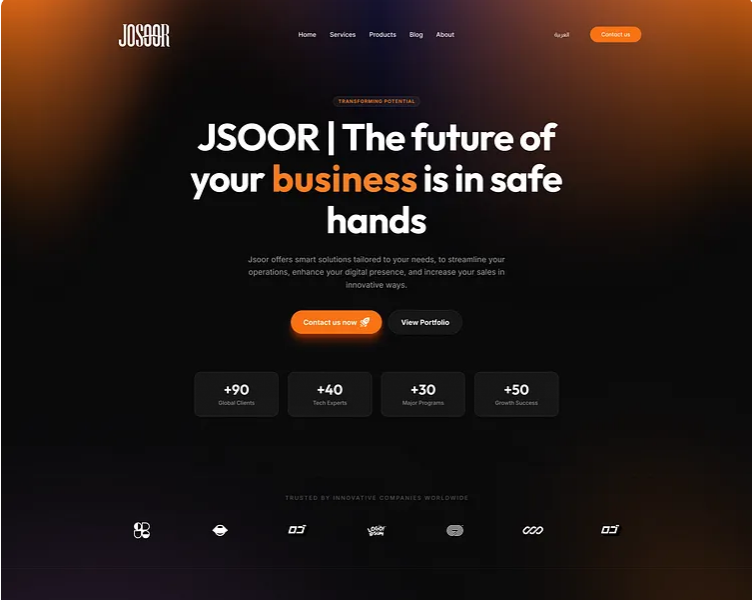 JOSOOR
Home Services Products Blog About
العربية
Contact us
TRANSFORMING POTENTIAL
JSOOR | The future of
your business is in safe
hands
Jsoor offers smart solutions tailored to your needs, to streamline your
operations, enhance your digital presence, and increase your sales in
innovative ways.
Contact us now
View Portfolio
+90 +40 +30 +50
Global Clients Tech Experts Major Programs Growth Success
TRUSTED BY INNOVATIVE COMPANIES WORLDWIDE